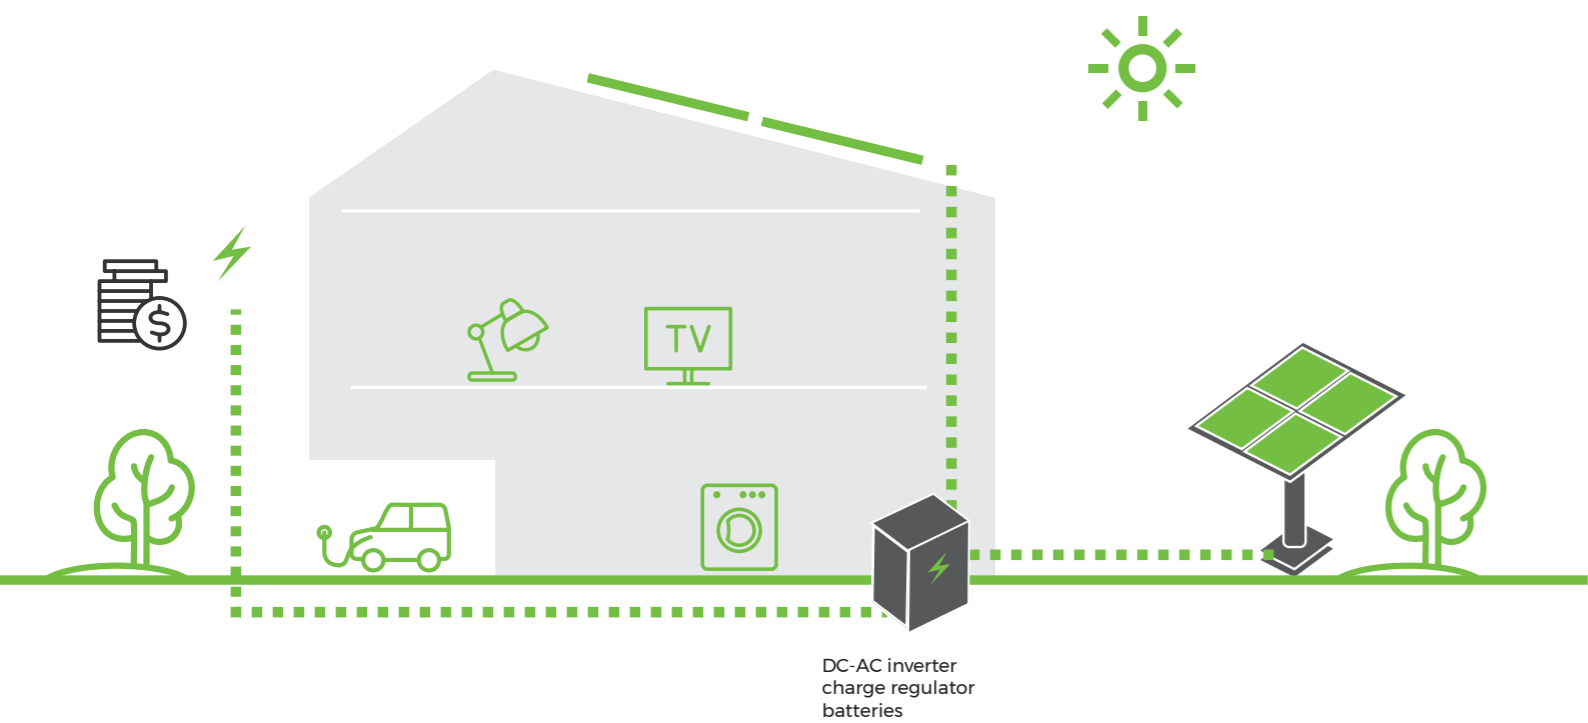 $
TV
DC-AC inverter
charge regulator
batteries